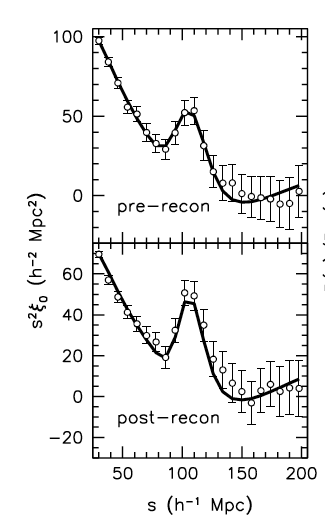 100
50
0
pre-recon
s²ξ₀ (h⁻² Mpc²)
60
40
20
0
−20
post-recon
50 100 150 200
s (h⁻¹ Mpc)